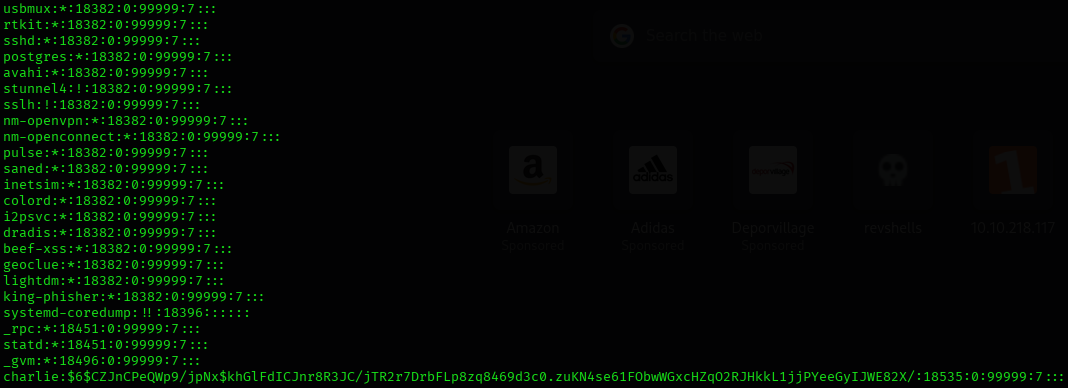 usbmux:*:18382:0:99999:7:::
rtkit:*:18382:0:99999:7:::
sshd:*:18382:0:99999:7:::
postgres:*:18382:0:99999:7:::
avahi:*:18382:0:99999:7:::
stunnel4:!:18382:0:99999:7:::
sslh:!:18382:0:99999:7:::
nm-openvpn:*:18382:0:99999:7:::
nm-openconnect:*:18382:0:99999:7:::
pulse:*:18382:0:99999:7:::
saned:*:18382:0:99999:7:::
inetsim:*:18382:0:99999:7:::
colord:*:18382:0:99999:7:::
i2psvc:*:18382:0:99999:7:::
dradis:*:18382:0:99999:7:::
beef-xss:*:18382:0:99999:7:::
geoclue:*:18382:0:99999:7:::
lightdm:*:18382:0:99999:7:::
king-phisher:*:18382:0:99999:7:::
systemd-coredump:!!:18396::::::
_rpc:*:18451:0:99999:7:::
statd:*:18451:0:99999:7:::
_gvm:*:18496:0:99999:7:::
charlie:$6$CZJnCPeQWp9/jpNx$khGlFdICJnr8R3JC/jTR2r7DrbFLp8zq8469d3c0.zuKN4se61FObwWGxcHZqO2RJHkkL1jjPYeeGyIJWE82X/:18535:0:99999:7:::
Search the web
Amazon
Sponsored
Adidas
Sponsored
Deporvillage
Sponsored
revshells
10.10.218.117